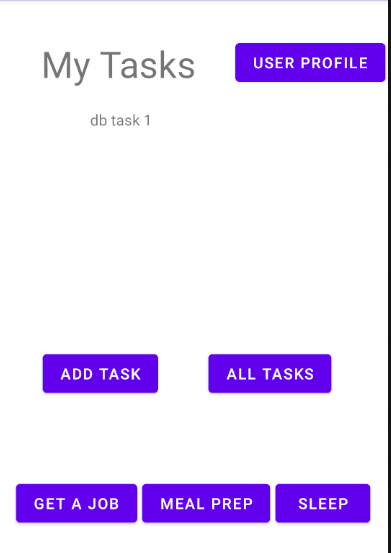 My Tasks
USER PROFILE
db task 1
ADD TASK
ALL TASKS
GET A JOB
MEAL PREP
SLEEP